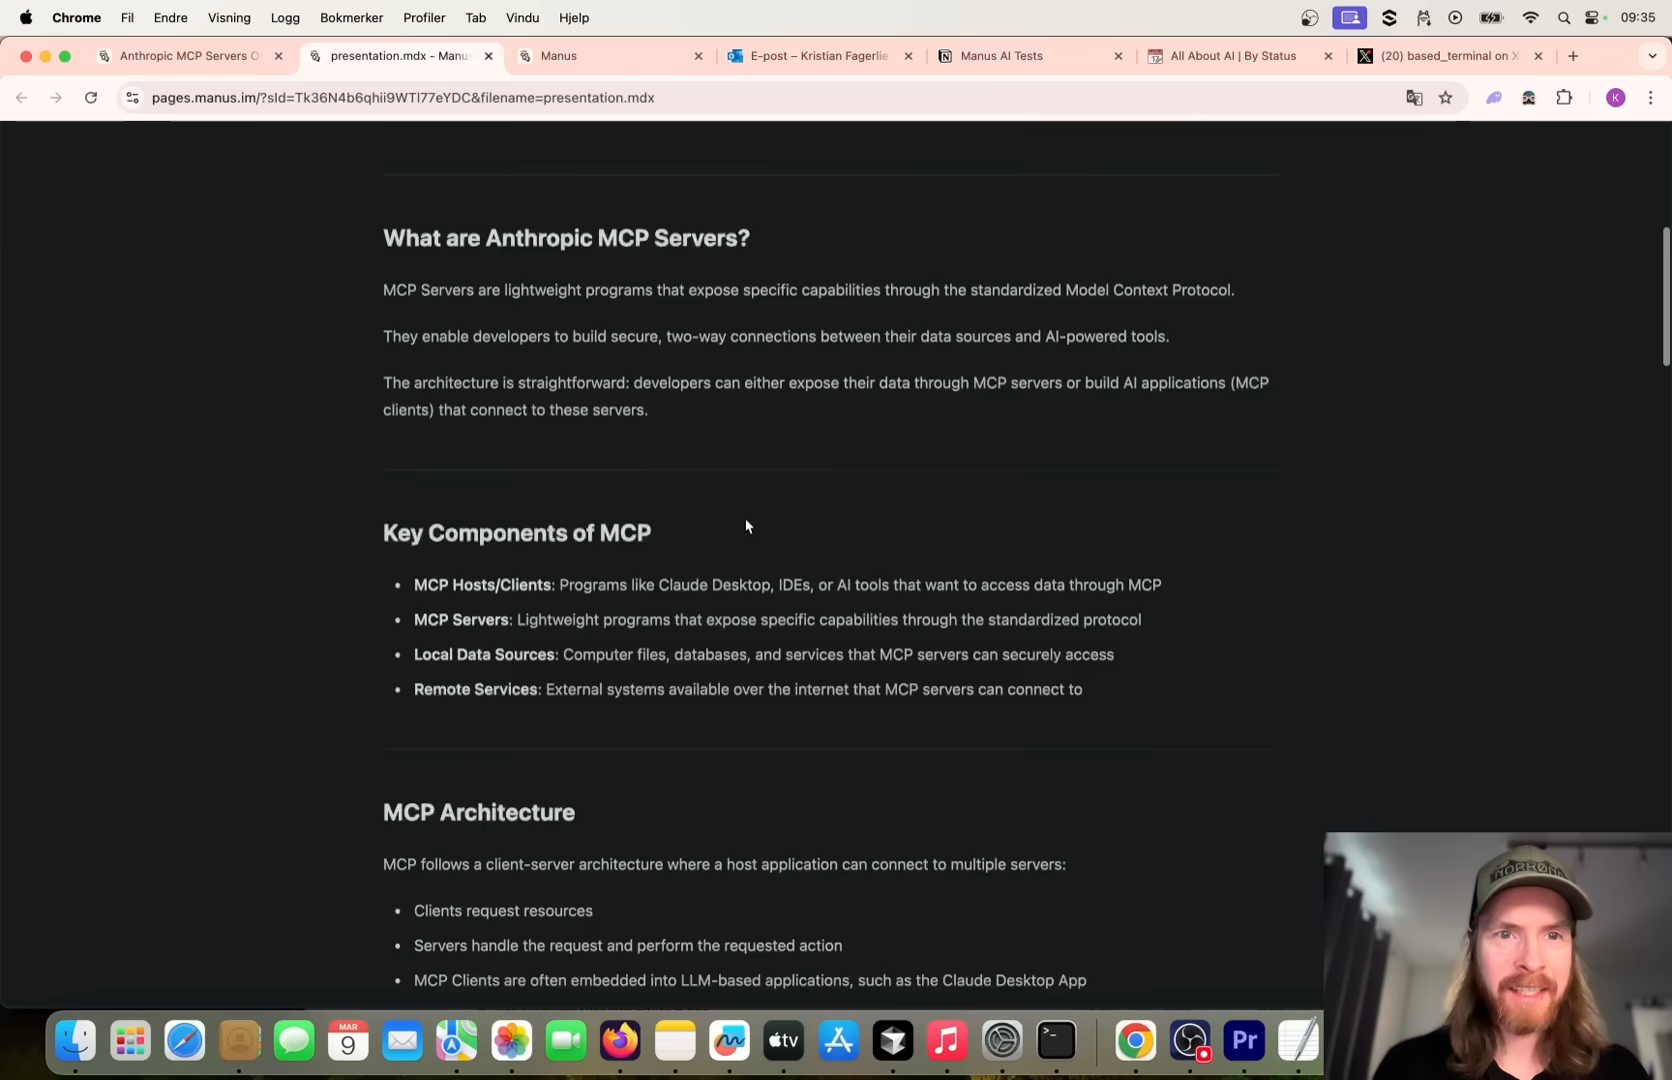 Chrome Fil Endre Visning Logg Bokmerker Profiler Tab Vindu Hjelp 09:35
Anthropic MCP Servers O presentation.mdx - Manus Manus E-post – Kristian Fagerlie Manus AI Tests All About AI | By Status (20) based_terminal on X
pages.manus.im/?sId=Tk36N4b6qhii9WTl77eYDC&filename=presentation.mdx K
What are Anthropic MCP Servers?
MCP Servers are lightweight programs that expose specific capabilities through the standardized Model Context Protocol.
They enable developers to build secure, two-way connections between their data sources and AI-powered tools.
The architecture is straightforward: developers can either expose their data through MCP servers or build AI applications (MCP
clients) that connect to these servers.
Key Components of MCP
• MCP Hosts/Clients: Programs like Claude Desktop, IDEs, or AI tools that want to access data through MCP
• MCP Servers: Lightweight programs that expose specific capabilities through the standardized protocol
• Local Data Sources: Computer files, databases, and services that MCP servers can securely access
• Remote Services: External systems available over the internet that MCP servers can connect to
MCP Architecture
MCP follows a client-server architecture where a host application can connect to multiple servers:
• Clients request resources
• Servers handle the request and perform the requested action
• MCP Clients are often embedded into LLM-based applications, such as the Claude Desktop App
NORRØNA
MAR
9
tv
Pr